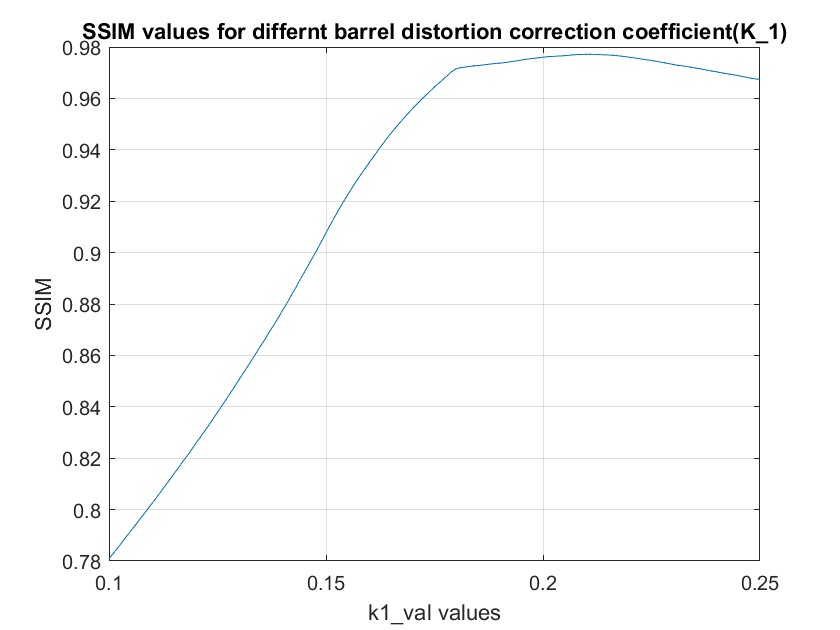 SSIM values for differnt barrel distortion correction coefficient(K_1)
0.98
0.96
0.94
0.92
0.9
0.88
0.86
0.84
0.82
0.8
0.78
SSIM
0.1 0.15 0.2 0.25
k1_val values